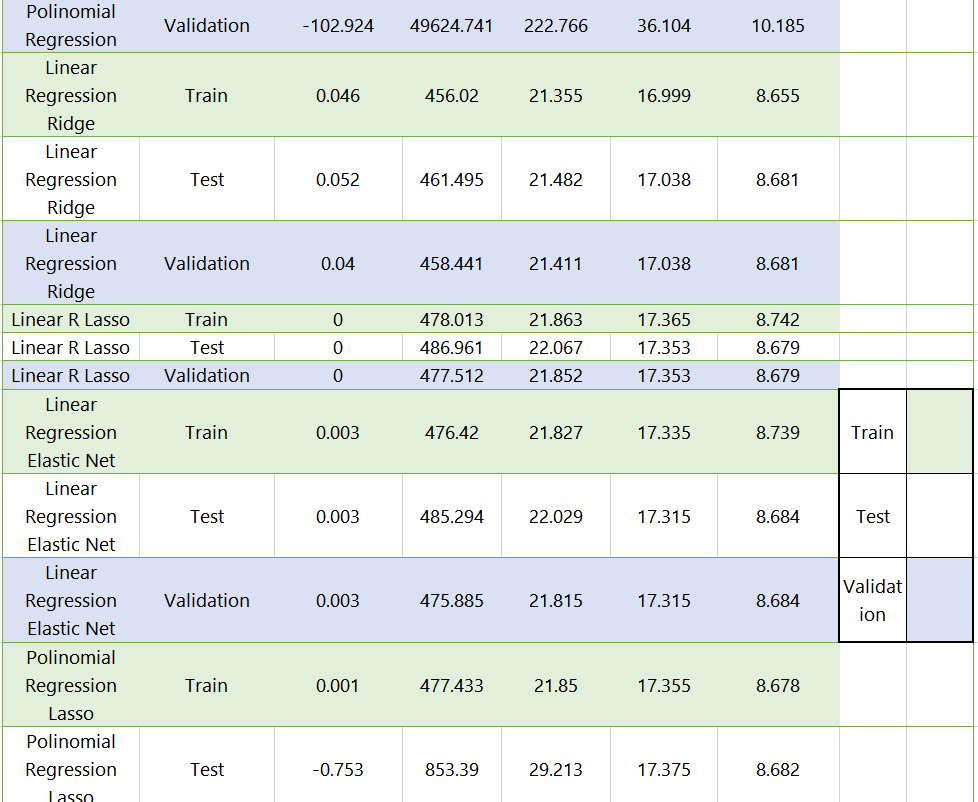 Polinomial Regression Validation -102.924 49624.741 222.766 36.104 10.185
Linear Regression Ridge Train 0.046 456.02 21.355 16.999 8.655
Linear Regression Ridge Test 0.052 461.495 21.482 17.038 8.681
Linear Regression Ridge Validation 0.04 458.441 21.411 17.038 8.681
Linear R Lasso Train 0 478.013 21.863 17.365 8.742
Linear R Lasso Test 0 486.961 22.067 17.353 8.679
Linear R Lasso Validation 0 477.512 21.852 17.353 8.679
Linear Regression Elastic Net Train 0.003 476.42 21.827 17.335 8.739 Train
Linear Regression Elastic Net Test 0.003 485.294 22.029 17.315 8.684 Test
Linear Regression Elastic Net Validation 0.003 475.885 21.815 17.315 8.684 Validation
Polinomial Regression Lasso Train 0.001 477.433 21.85 17.355 8.678
Polinomial Regression Lasso Test -0.753 853.39 29.213 17.375 8.682